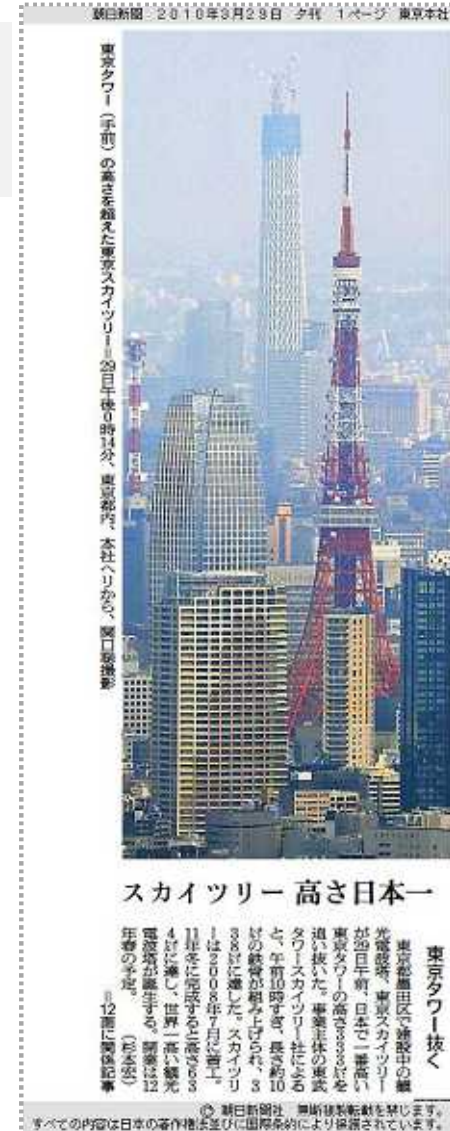 朝日新聞 2010年3月29日 夕刊 1ページ 東京本社
東京タワー（手前）の高さを超えた東京スカイツリー＝29日午後0時14分、東京都内、本社ヘリから、関口聡撮影
スカイツリー 高さ日本一
東京タワー抜く
東京都墨田区で建設中の観
光電波塔、東京スカイツリー
が29日午前、日本で一番高い
東京タワーの高さ333㍍を
追い抜いた。事業主体の東武
タワースカイツリー社による
と、午前10時すぎ、長さ約10
㍍の鉄骨が組み上げられ、3
38㍍に達した。スカイツリ
ーは2008年7月に着工。
11年冬に完成すると高さ63
4㍍に達し、世界一高い観光
電波塔が誕生する。開業は12
年春の予定。 （杉本宏）
＝12面に関係記事
© 朝日新聞社 無断複製転載を禁じます。
すべての内容は日本の著作権法並びに国際条約により保護されています。